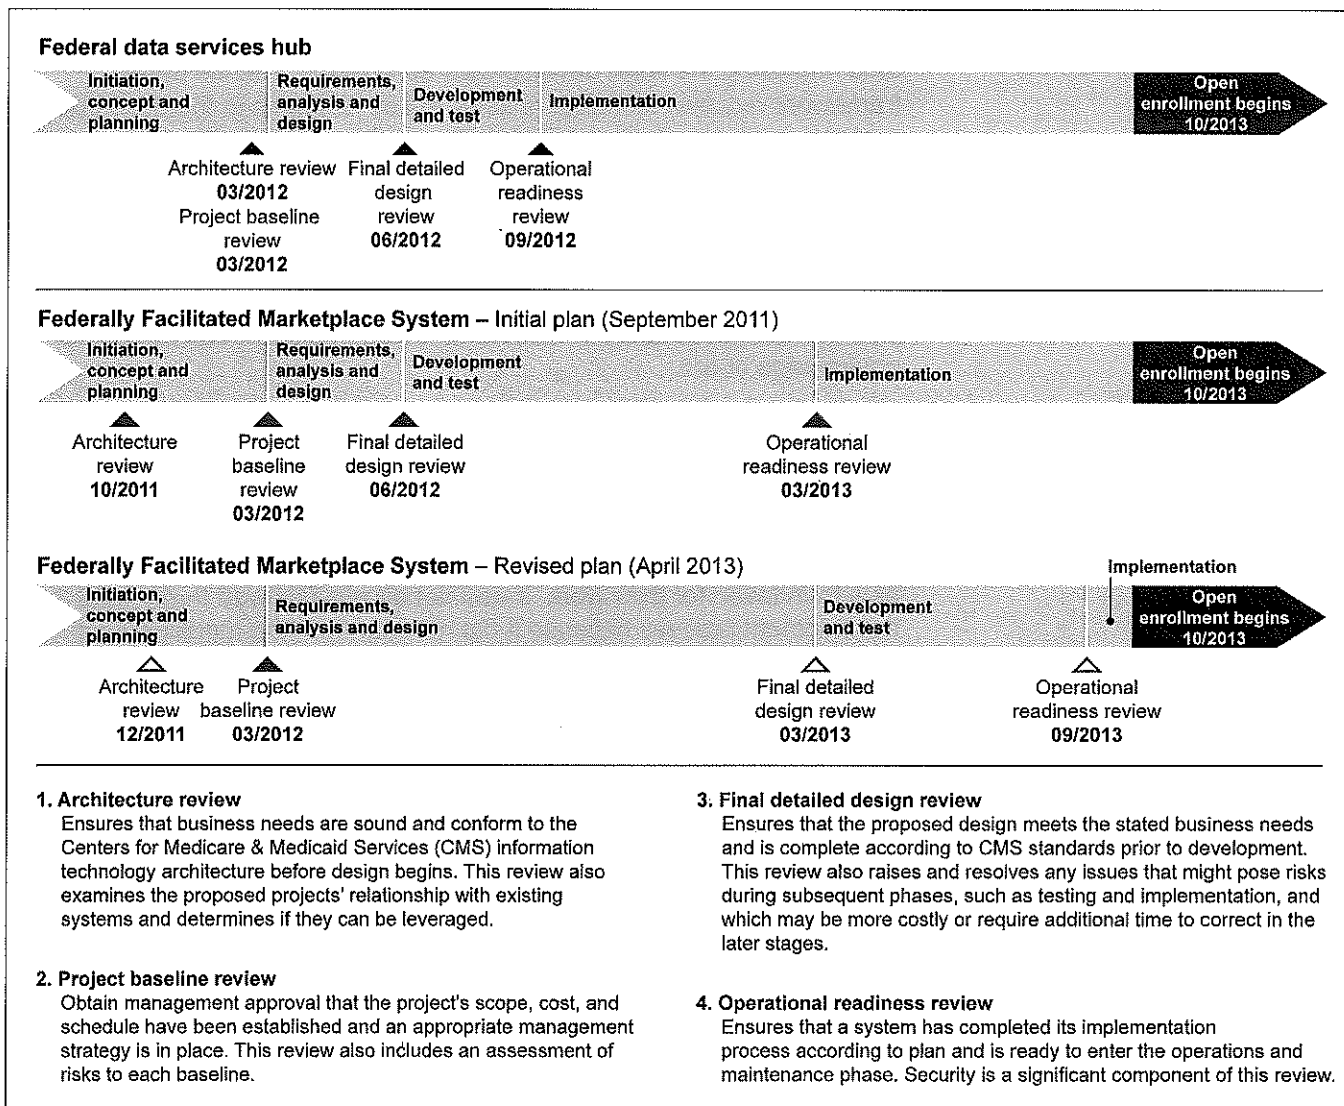 Federal data services hub
Initiation,
concept and
planning
Requirements,
analysis and
design
Development
and test
Implementation
Open
enrollment begins
10/2013
Architecture review
03/2012
Project baseline
review
03/2012
Final detailed
design
review
06/2012
Operational
readiness
review
09/2012
Federally Facilitated Marketplace System – Initial plan (September 2011)
Initiation,
concept and
planning
Requirements,
analysis and
design
Development
and test
Implementation
Open
enrollment begins
10/2013
Architecture
review
10/2011
Project
baseline
review
03/2012
Final detailed
design review
06/2012
Operational
readiness review
03/2013
Federally Facilitated Marketplace System – Revised plan (April 2013)
Implementation
Initiation,
concept and
planning
Requirements,
analysis and design
Development
and test
Open
enrollment begins
10/2013
Architecture
review
12/2011
Project
baseline review
03/2012
Final detailed
design review
03/2013
Operational
readiness review
09/2013
1. Architecture review
Ensures that business needs are sound and conform to the
Centers for Medicare & Medicaid Services (CMS) information
technology architecture before design begins. This review also
examines the proposed projects' relationship with existing
systems and determines if they can be leveraged.
2. Project baseline review
Obtain management approval that the project's scope, cost, and
schedule have been established and an appropriate management
strategy is in place. This review also includes an assessment of
risks to each baseline.
3. Final detailed design review
Ensures that the proposed design meets the stated business needs
and is complete according to CMS standards prior to development.
This review also raises and resolves any issues that might pose risks
during subsequent phases, such as testing and implementation, and
which may be more costly or require additional time to correct in the
later stages.
4. Operational readiness review
Ensures that a system has completed its implementation
process according to plan and is ready to enter the operations and
maintenance phase. Security is a significant component of this review.